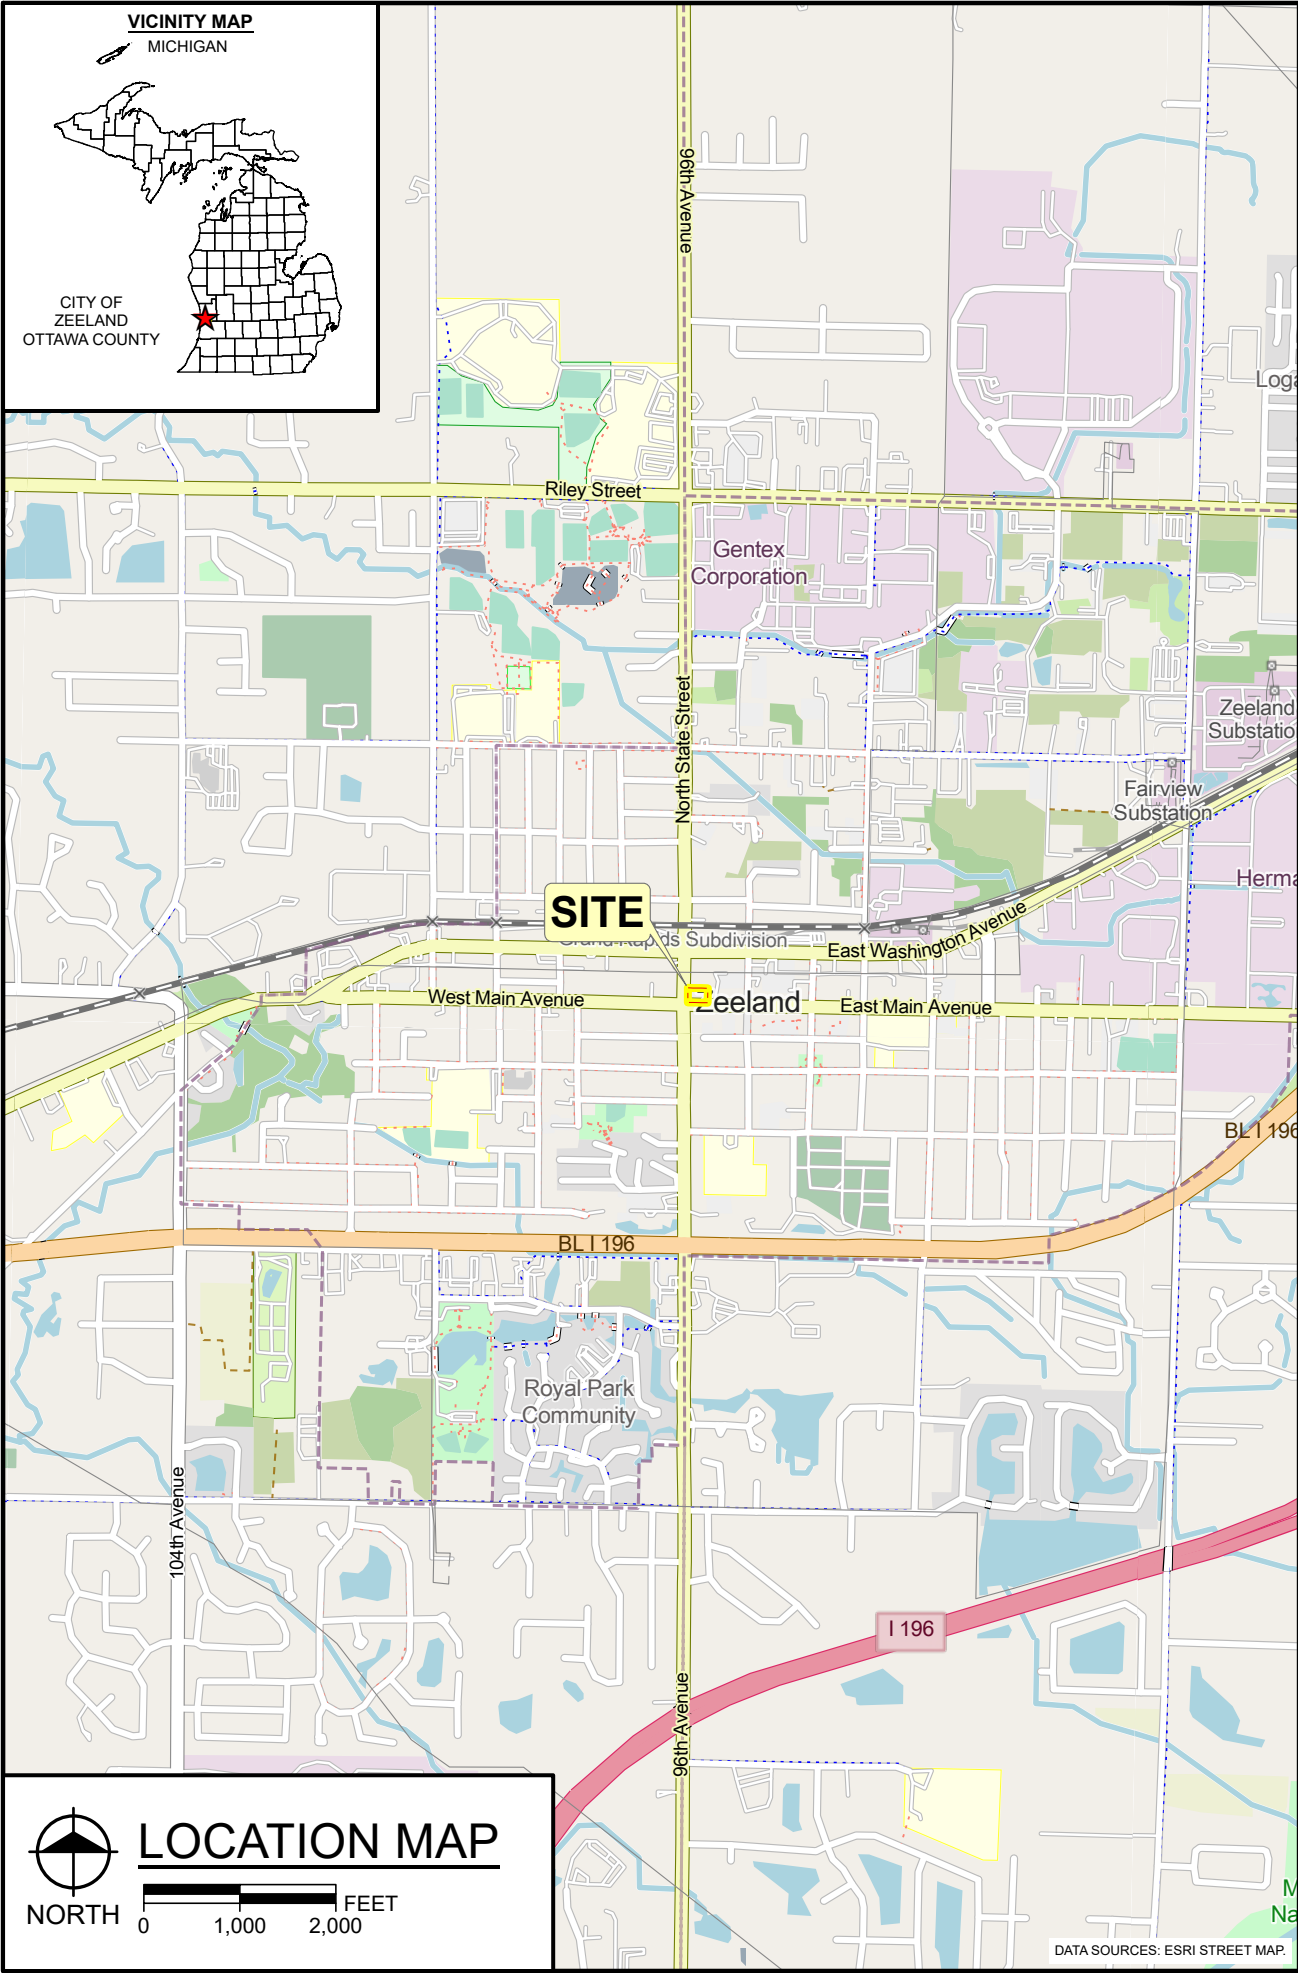 VICINITY MAP
MICHIGAN
CITY OF
ZEELAND
OTTAWA COUNTY
96th Avenue
Riley Street
Gentex
Corporation
North State Street
Zeeland
Substatio
Fairview
Substation
Herma
Loga
SITE
Grand Rapids Subdivision
East Washington Avenue
West Main Avenue
Zeeland
East Main Avenue
BL I 196
BL I 196
Royal Park
Community
104th Avenue
I 196
96th Avenue
LOCATION MAP
NORTH
FEET
0 1,000 2,000
M
Na
DATA SOURCES: ESRI STREET MAP.